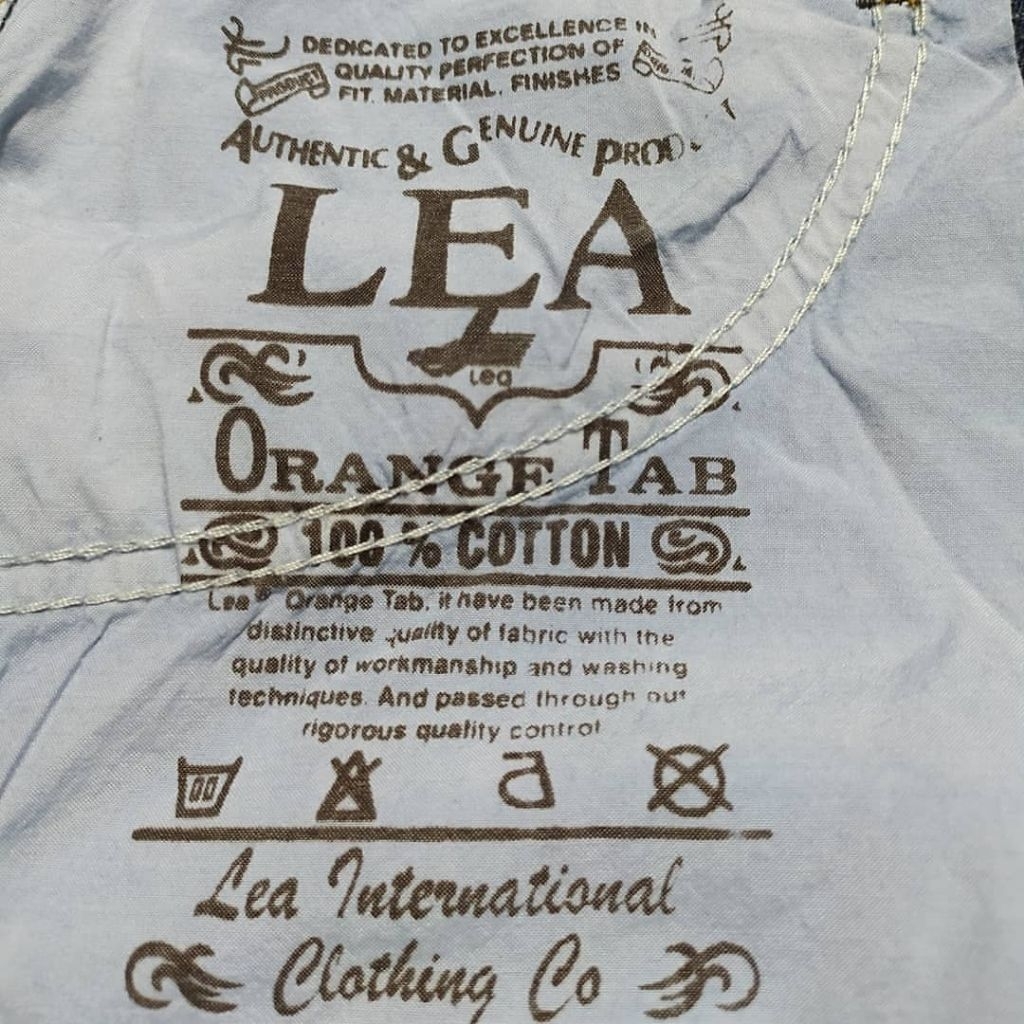 DEDICATED TO EXCELLENCE IN
PRODUCT
QUALITY PERFECTION OF
FIT. MATERIAL. FINISHES
AUTHENTIC & GENUINE
LEA
Lea
ORANGE TAB
100 % COTTON
Lea® Orange Tab, it have been made from
distinctive quality of fabric with the
quality of workmanship and washing
techniques. And passed through our
rigorous quality control
Lea International
Clothing Co